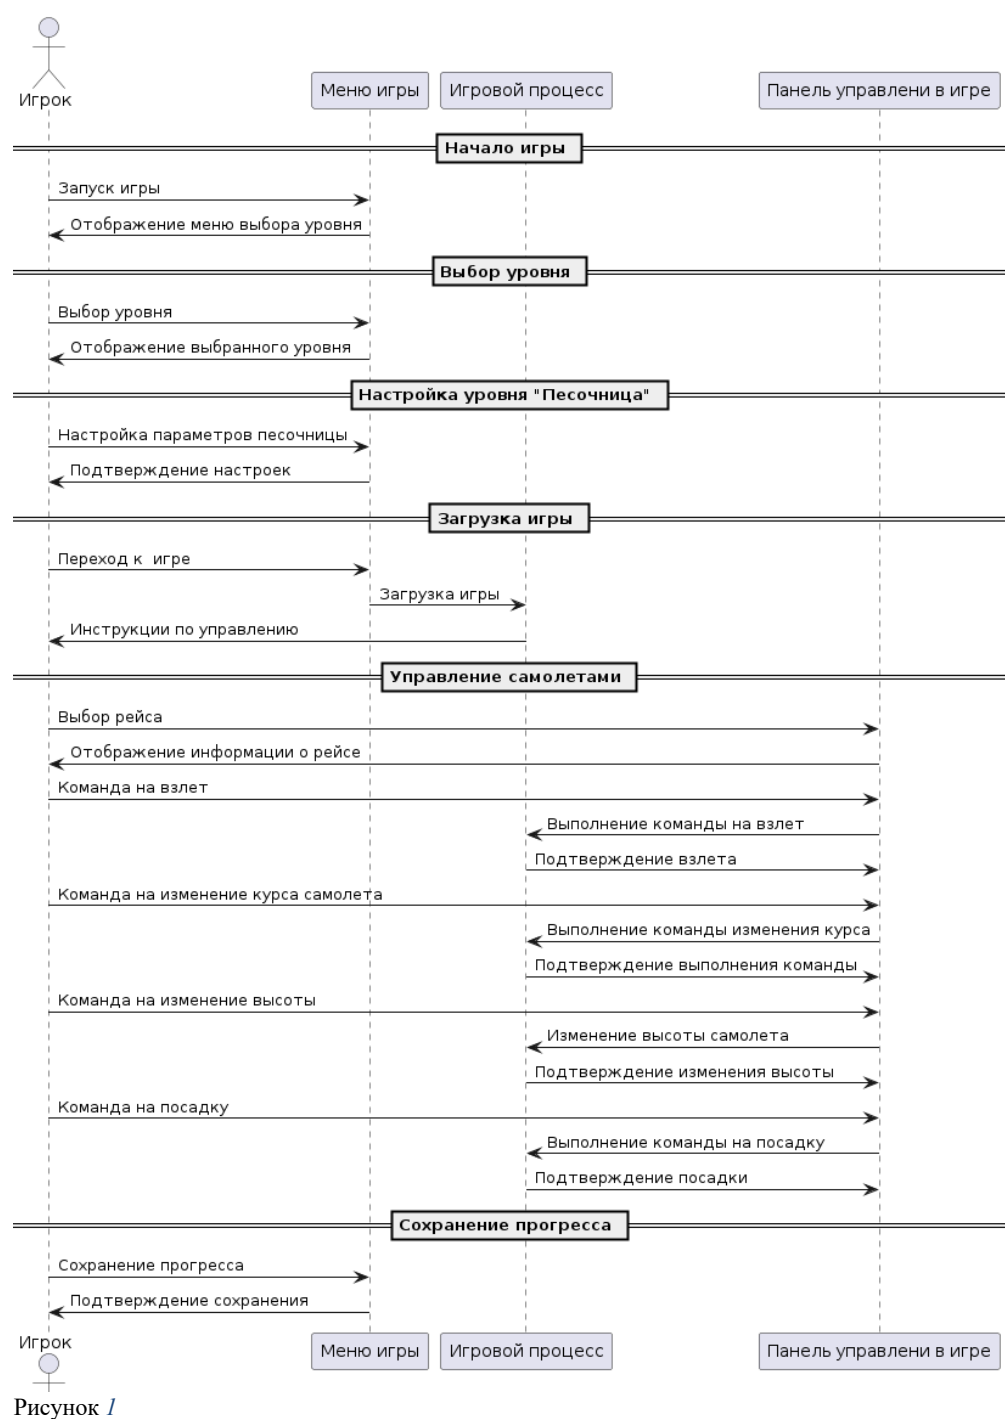 Игрок
Меню игры
Игровой процесс
Панель управлени в игре
Начало игры
Запуск игры
Отображение меню выбора уровня
Выбор уровня
Выбор уровня
Отображение выбранного уровня
Настройка уровня "Песочница"
Настройка параметров песочницы
Подтверждение настроек
Загрузка игры
Переход к  игре
Загрузка игры
Инструкции по управлению
Управление самолетами
Выбор рейса
Отображение информации о рейсе
Команда на взлет
Выполнение команды на взлет
Подтверждение взлета
Команда на изменение курса самолета
Выполнение команды изменения курса
Подтверждение выполнения команды
Команда на изменение высоты
Изменение высоты самолета
Подтверждение изменения высоты
Команда на посадку
Выполнение команды на посадку
Подтверждение посадки
Сохранение прогресса
Сохранение прогресса
Подтверждение сохранения
Игрок
Меню игры
Игровой процесс
Панель управлени в игре
Рисунок 1